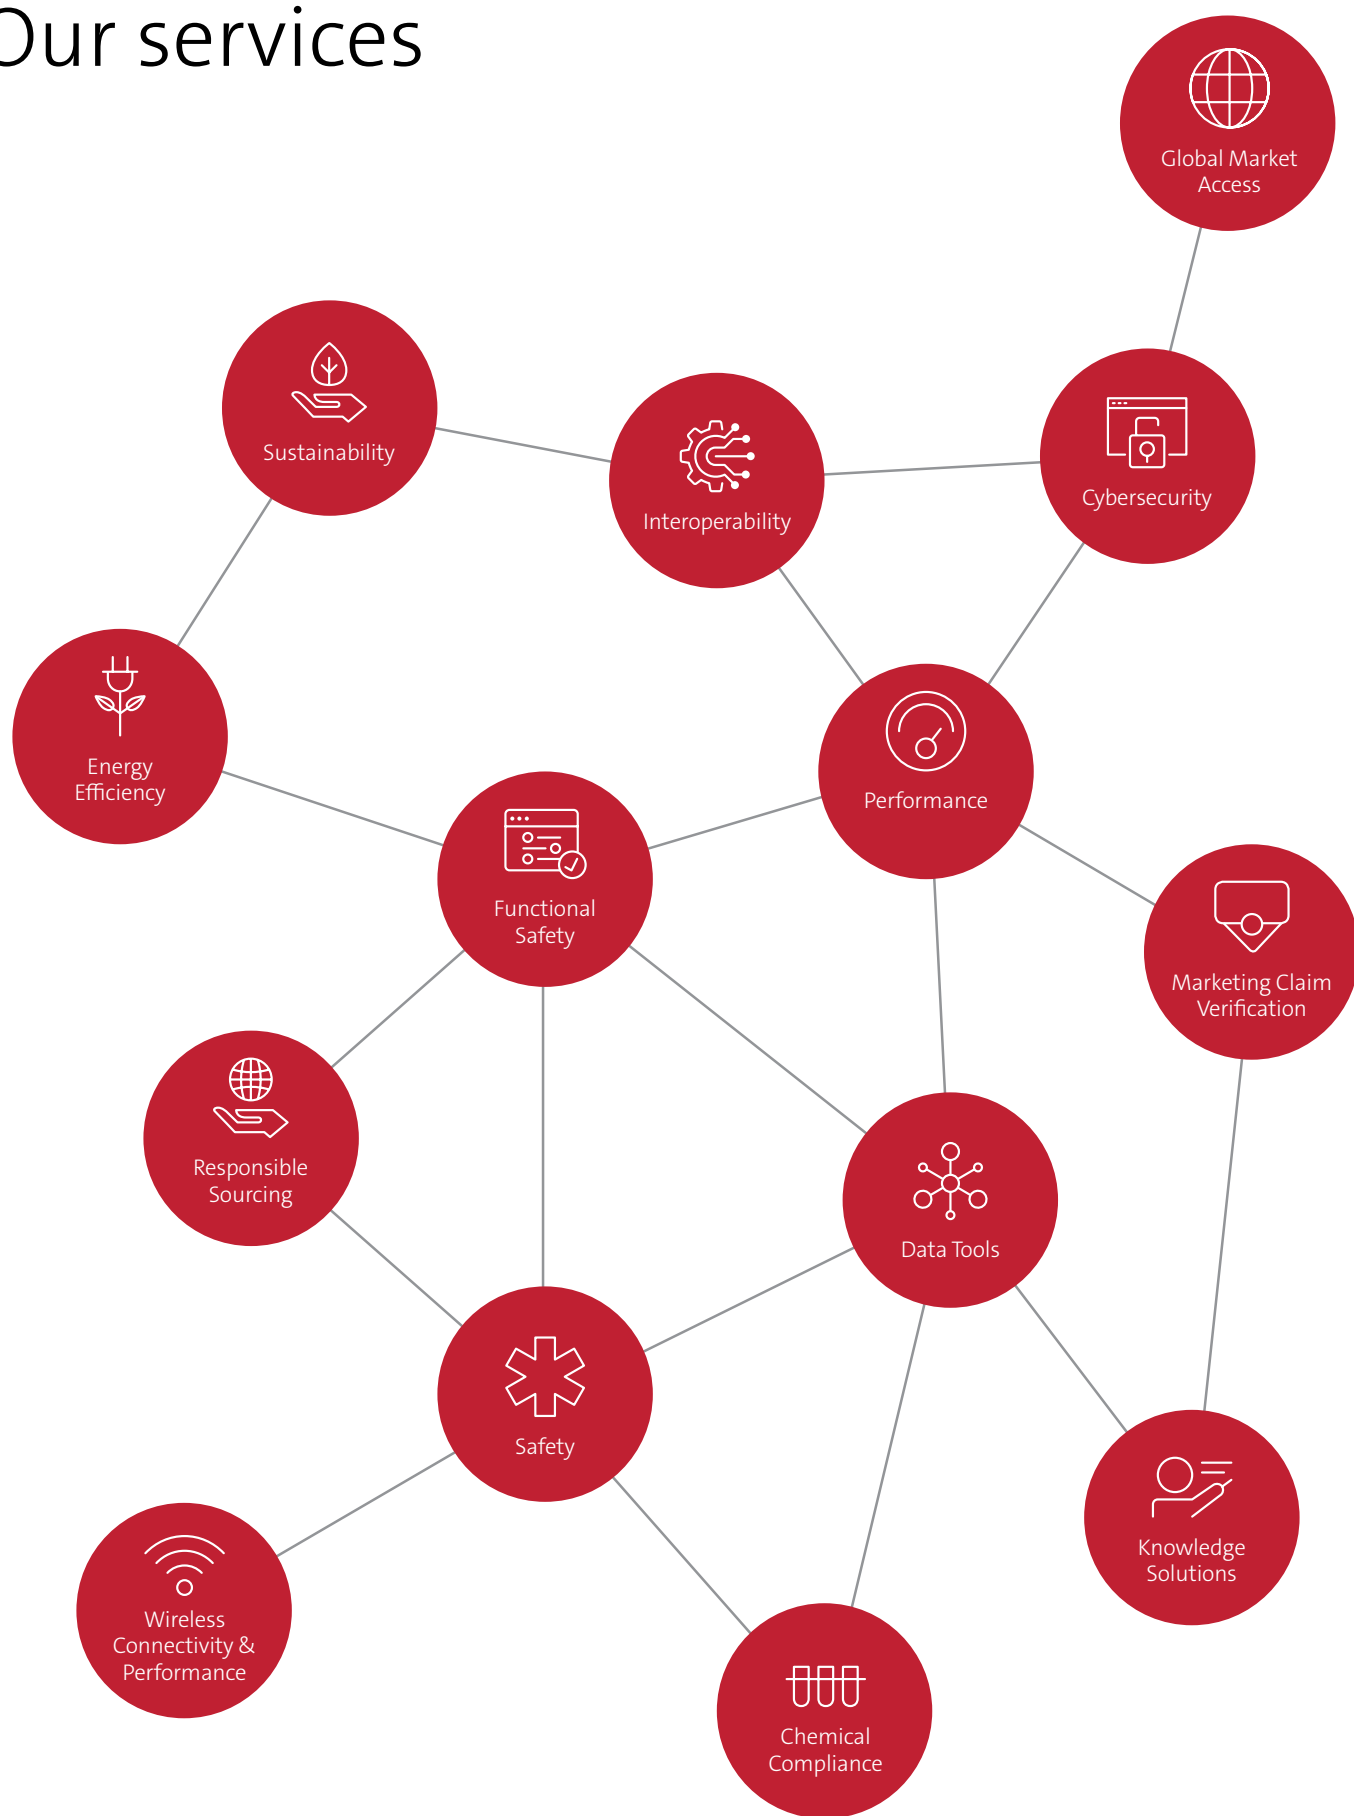 Our services
Global Market
Access
Sustainability
Interoperability
Cybersecurity
Energy
Efficiency
Performance
Functional
Safety
Marketing Claim
Verification
Responsible
Sourcing
Data Tools
Safety
Knowledge
Solutions
Wireless
Connectivity &
Performance
Chemical
Compliance